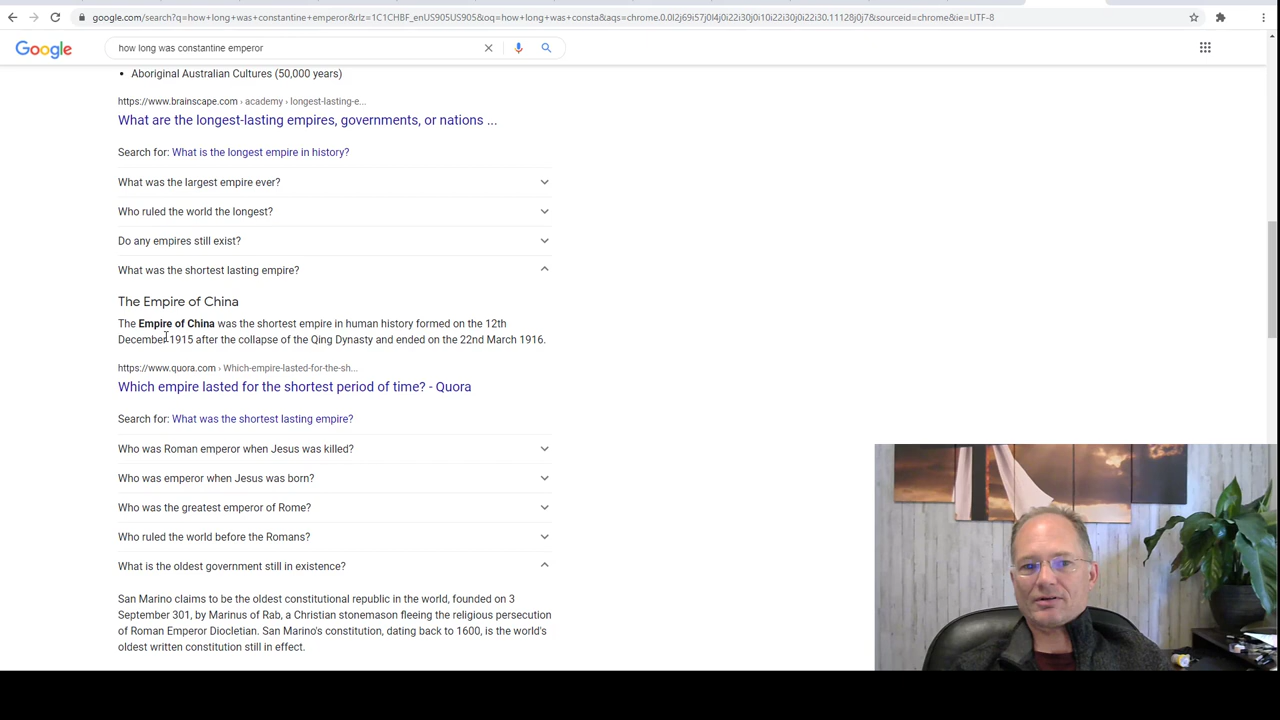 google.com/search?q=how+long+was+constantine+emperor&rlz=1C1CHBF_enUS905US905&oq=how+long+was+consta&aqs=chrome.0.0l2j69i57j0l4j0i22i30j0i10i22i30j0i22i30.11128j0j7&sourceid=chrome&ie=UTF-8
Google
how long was constantine emperor
• Aboriginal Australian Cultures (50,000 years)
https://www.brainscape.com › academy › longest-lasting-e...
What are the longest-lasting empires, governments, or nations ...
Search for: What is the longest empire in history?
What was the largest empire ever?
Who ruled the world the longest?
Do any empires still exist?
What was the shortest lasting empire?
The Empire of China
The Empire of China was the shortest empire in human history formed on the 12th
December 1915 after the collapse of the Qing Dynasty and ended on the 22nd March 1916.
https://www.quora.com › Which-empire-lasted-for-the-sh...
Which empire lasted for the shortest period of time? - Quora
Search for: What was the shortest lasting empire?
Who was Roman emperor when Jesus was killed?
Who was emperor when Jesus was born?
Who was the greatest emperor of Rome?
Who ruled the world before the Romans?
What is the oldest government still in existence?
San Marino claims to be the oldest constitutional republic in the world, founded on 3
September 301, by Marinus of Rab, a Christian stonemason fleeing the religious persecution
of Roman Emperor Diocletian. San Marino's constitution, dating back to 1600, is the world's
oldest written constitution still in effect.